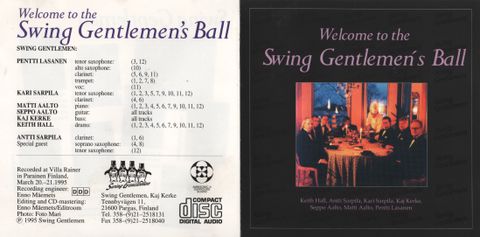 Welcome to the
Swing Gentlemen's Ball
SWING GENTLEMEN:
PENTTI LASANEN tenor saxophone: (3, 12)
alto saxophone: (10)
clarinet: (5, 6, 9, 11)
trumpet: (1, 2, 7, 8)
voc: (11)
KARI SARPILA tenor saxophone: (1, 2, 3, 5, 7, 9, 10, 11, 12)
clarinet: (4, 6)
MATTI AALTO piano: (1, 2, 3, 4, 5, 6, 7, 9, 10, 11, 12)
SEPPO AALTO guitar: all tracks
KAJ KERKE bass: all tracks
KEITH HALL drums: (1, 2, 3, 4, 5, 6, 7, 9, 10, 11, 12)
ANTTI SARPILA clarinet: (1, 6)
Special guest soprano saxophone: (4, 8)
tenor saxophone: (12)
Recorded at Villa Rainer
in Parainen Finland,
March 20.-21.1995
Recording engineer:
Enno Mäemets
Editing and CD-mastering:
Enno Mäemets/Editroom
Photo: Foto Mari
Ⓟ 1995 Swing Gentlemen
DDD
Swing Gentlemen
Swing Gentlemen, Kaj Kerke
Tennbyvägen 11,
23600 Pargas, Finland
Tel. 358-(9)21-2518131
Fax 358-(9)21-2518040
COMPACT
disc
DIGITAL AUDIO
Welcome to the
Swing Gentlemen´s Ball
Keith Hall, Antti Sarpila, Kari Sarpila, Kaj Kerke,
Seppo Aalto, Matti Aalto, Pentti Lasanen